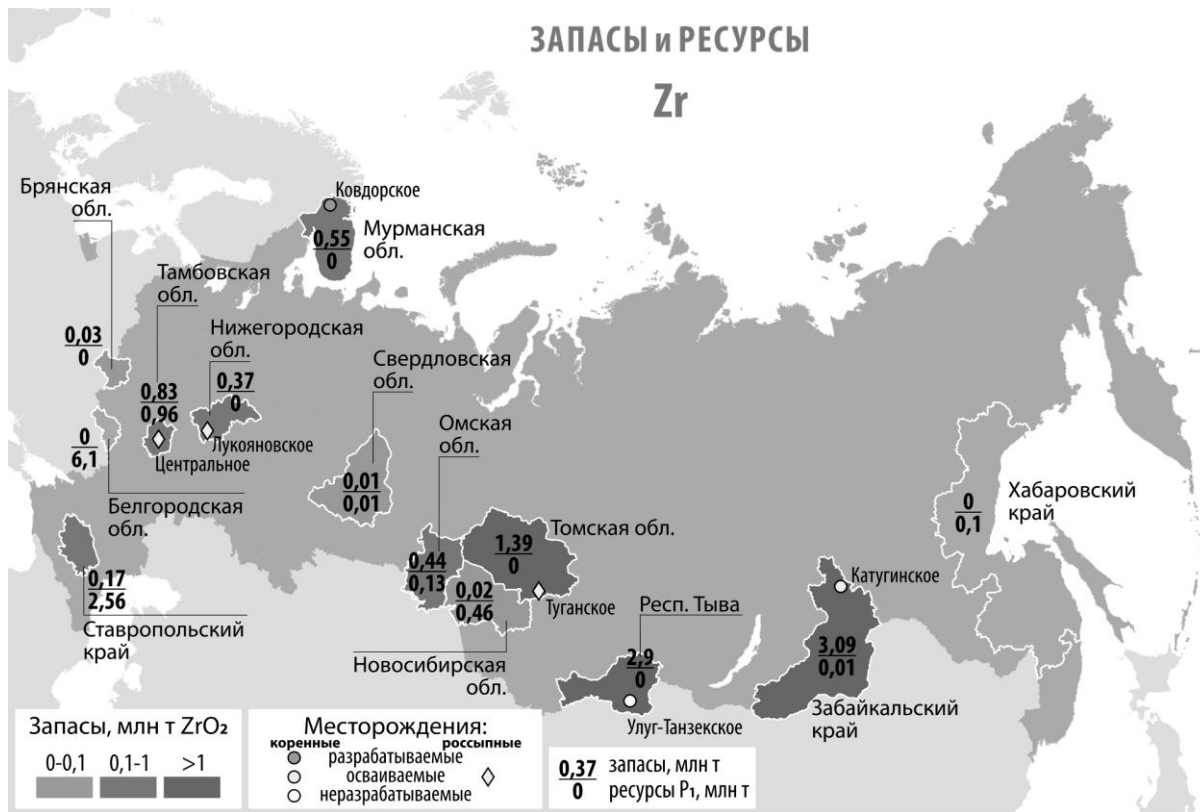 ЗАПАСЫ и РЕСУРСЫ
Zr
Брянская
обл.
0,03
0
Ковдорское
Мурманская
обл.
0,55
0
Тамбовская
обл.
0,83
0,96
Центральное
Нижегородская
обл.
0,37
0
Лукояновское
0
6,1
Белгородская
обл.
Свердловская
обл.
0,01
0,01
Омская
обл.
0,44
0,13
Томская обл.
1,39
0
Туганское
0,02
0,46
Новосибирская
обл.
0,17
2,56
Ставропольский
край
Респ. Тыва
2,9
0
Улуг-Танзекское
Катугинское
3,09
0,01
Забайкальский
край
0
0,1
Хабаровский
край
Запасы, млн т ZrO₂
0-0,1 0,1-1 >1
Месторождения:
коренные россыпные
разрабатываемые
осваиваемые
неразрабатываемые
0,37 запасы, млн т
0 ресурсы P₁, млн т